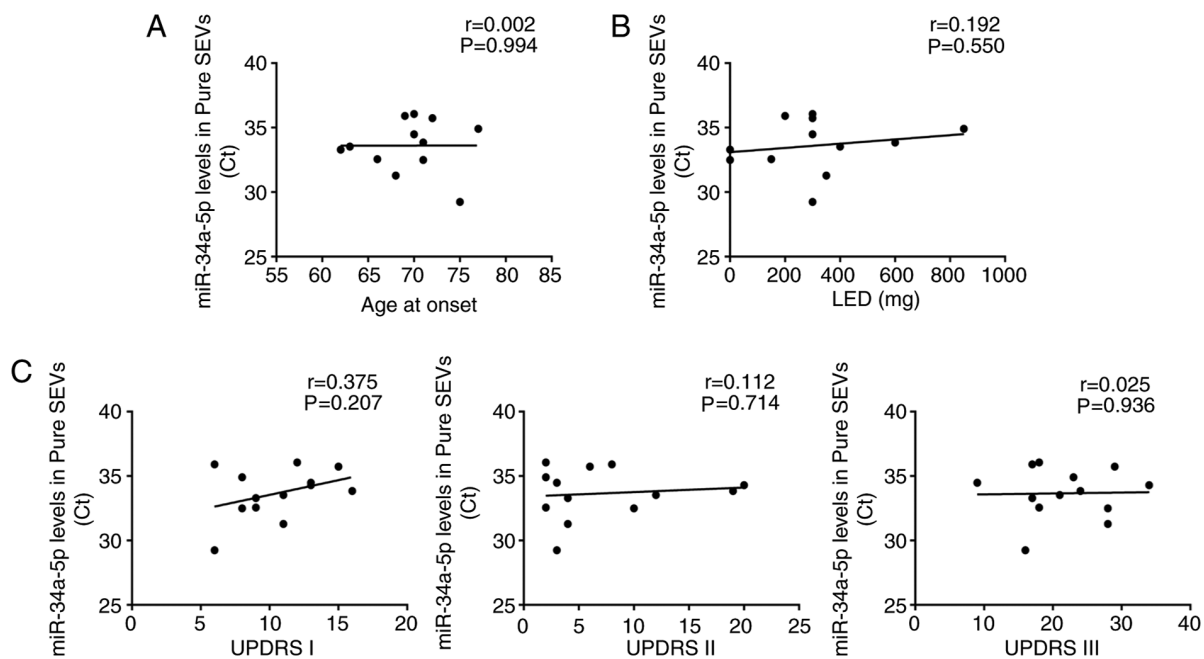 A
r=0.002
P=0.994
miR-34a-5p levels in Pure SEVs
(Ct)
40
35
30
25
55 60 65 70 75 80 85
Age at onset
B
r=0.192
P=0.550
miR-34a-5p levels in Pure SEVs
(Ct)
40
35
30
25
0 200 400 600 800 1000
LED (mg)
C
r=0.375
P=0.207
miR-34a-5p levels in Pure SEVs
(Ct)
40
35
30
25
0 5 10 15 20
UPDRS I
r=0.112
P=0.714
miR-34a-5p levels in Pure SEVs
(Ct)
40
35
30
25
0 5 10 15 20 25
UPDRS II
r=0.025
P=0.936
miR-34a-5p levels in Pure SEVs
(Ct)
40
35
30
25
0 10 20 30 40
UPDRS III